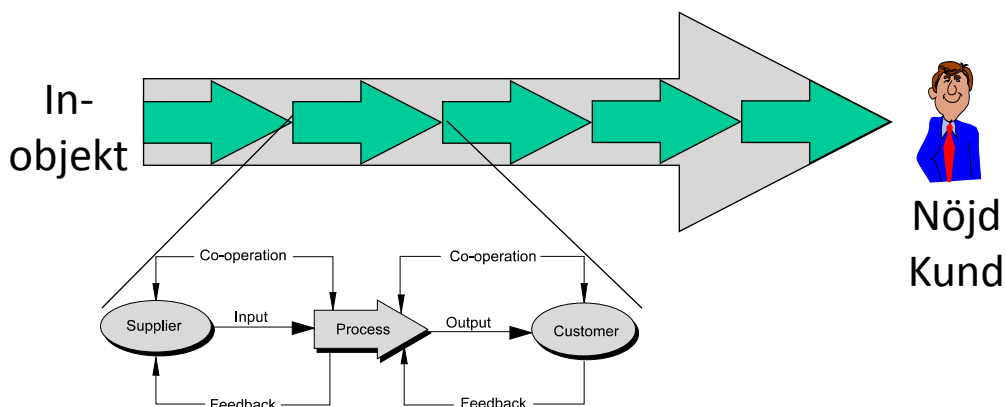 In-
objekt
Nöjd
Kund
Co-operation
Co-operation
Supplier
Input
Process
Output
Customer
Feedback
Feedback